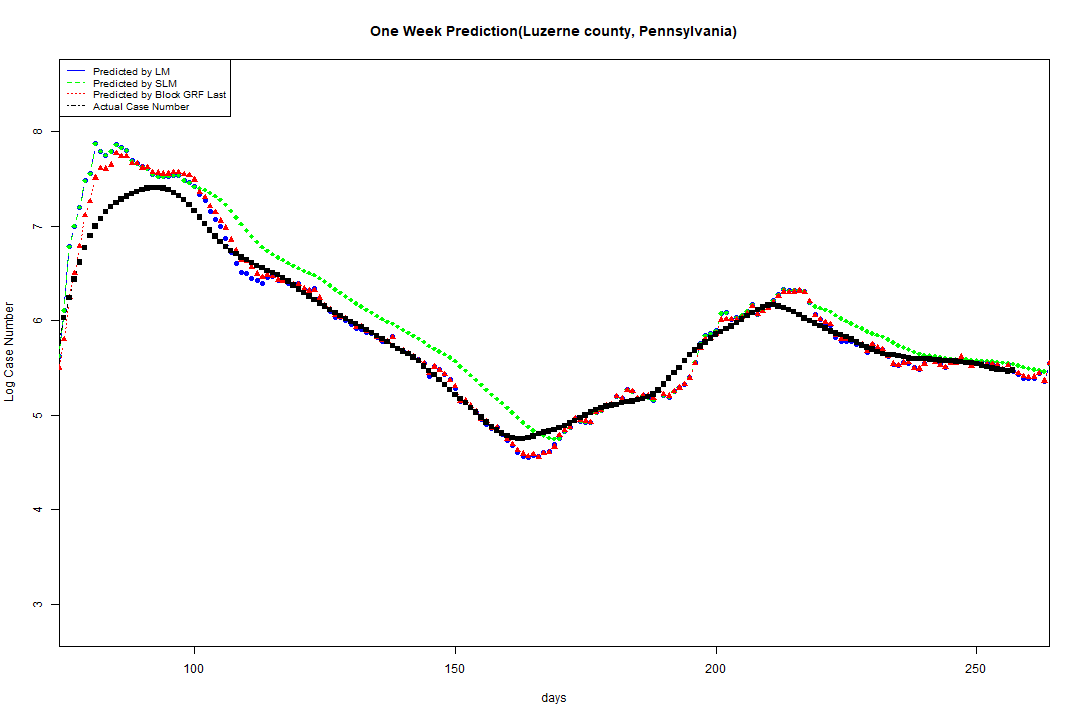 One Week Prediction(Luzerne county, Pennsylvania)
Predicted by LM
Predicted by SLM
Predicted by Block GRF Last
Actual Case Number
8
7
6
5
4
3
Log Case Number
100 150 200 250
days